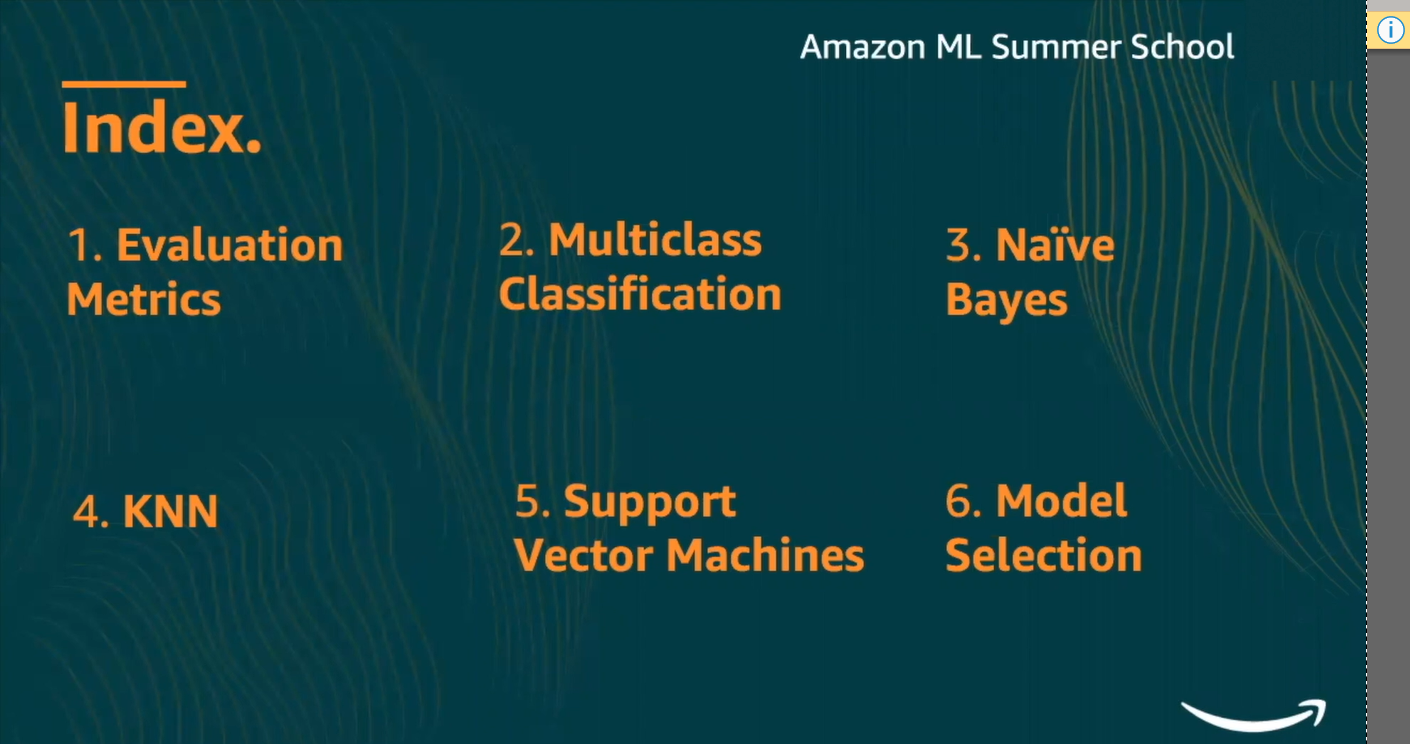 Amazon ML Summer School
Index.
1. Evaluation
Metrics
2. Multiclass
Classification
3. Naïve
Bayes
4. KNN
5. Support
Vector Machines
6. Model
Selection